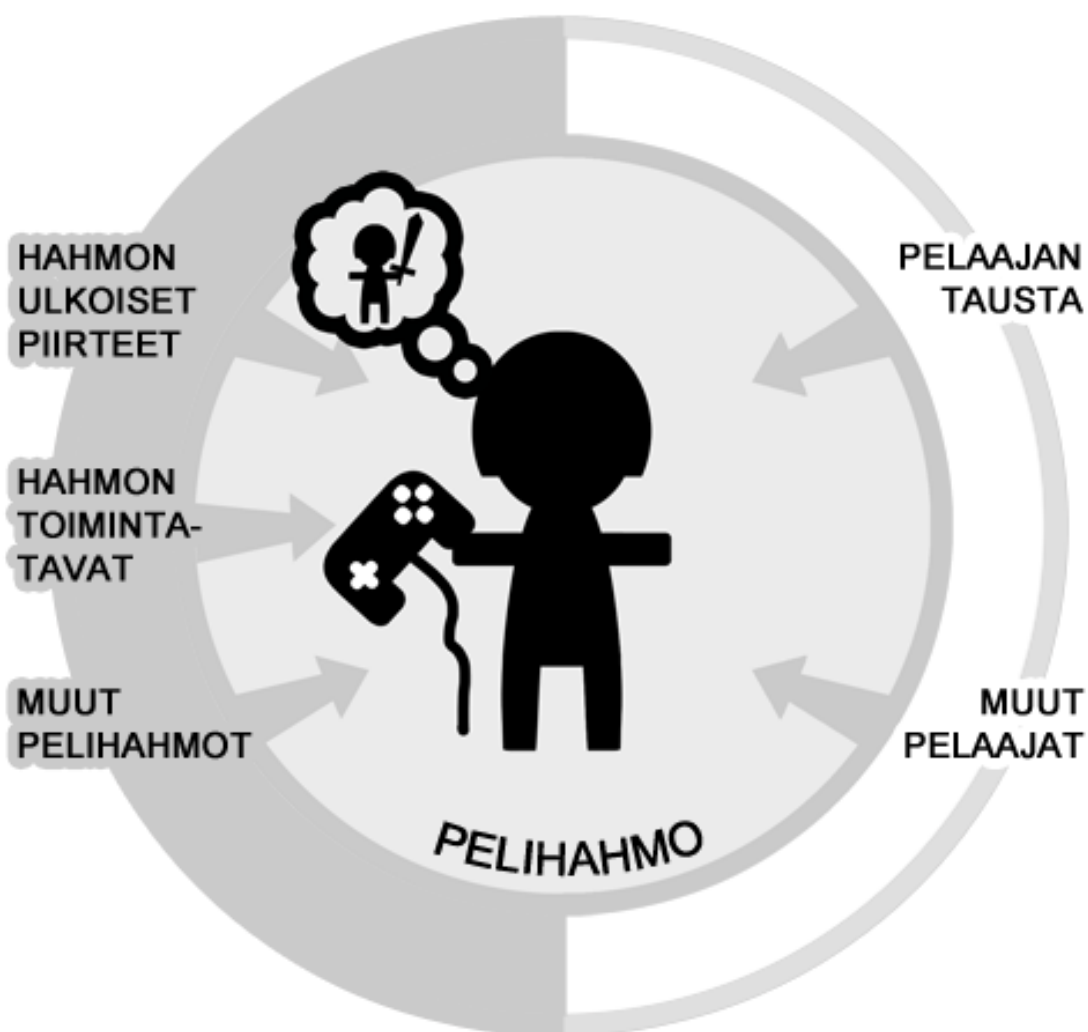 HAHMON
ULKOISET
PIIRTEET
HAHMON
TOIMINTA-
TAVAT
MUUT
PELIHAHMOT
PELAAJAN
TAUSTA
MUUT
PELAAJAT
PELIHAHMO